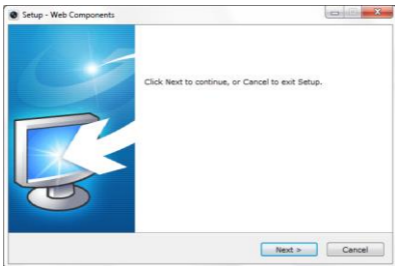 Setup - Web Components
Click Next to continue, or Cancel to exit Setup.
Next >
Cancel